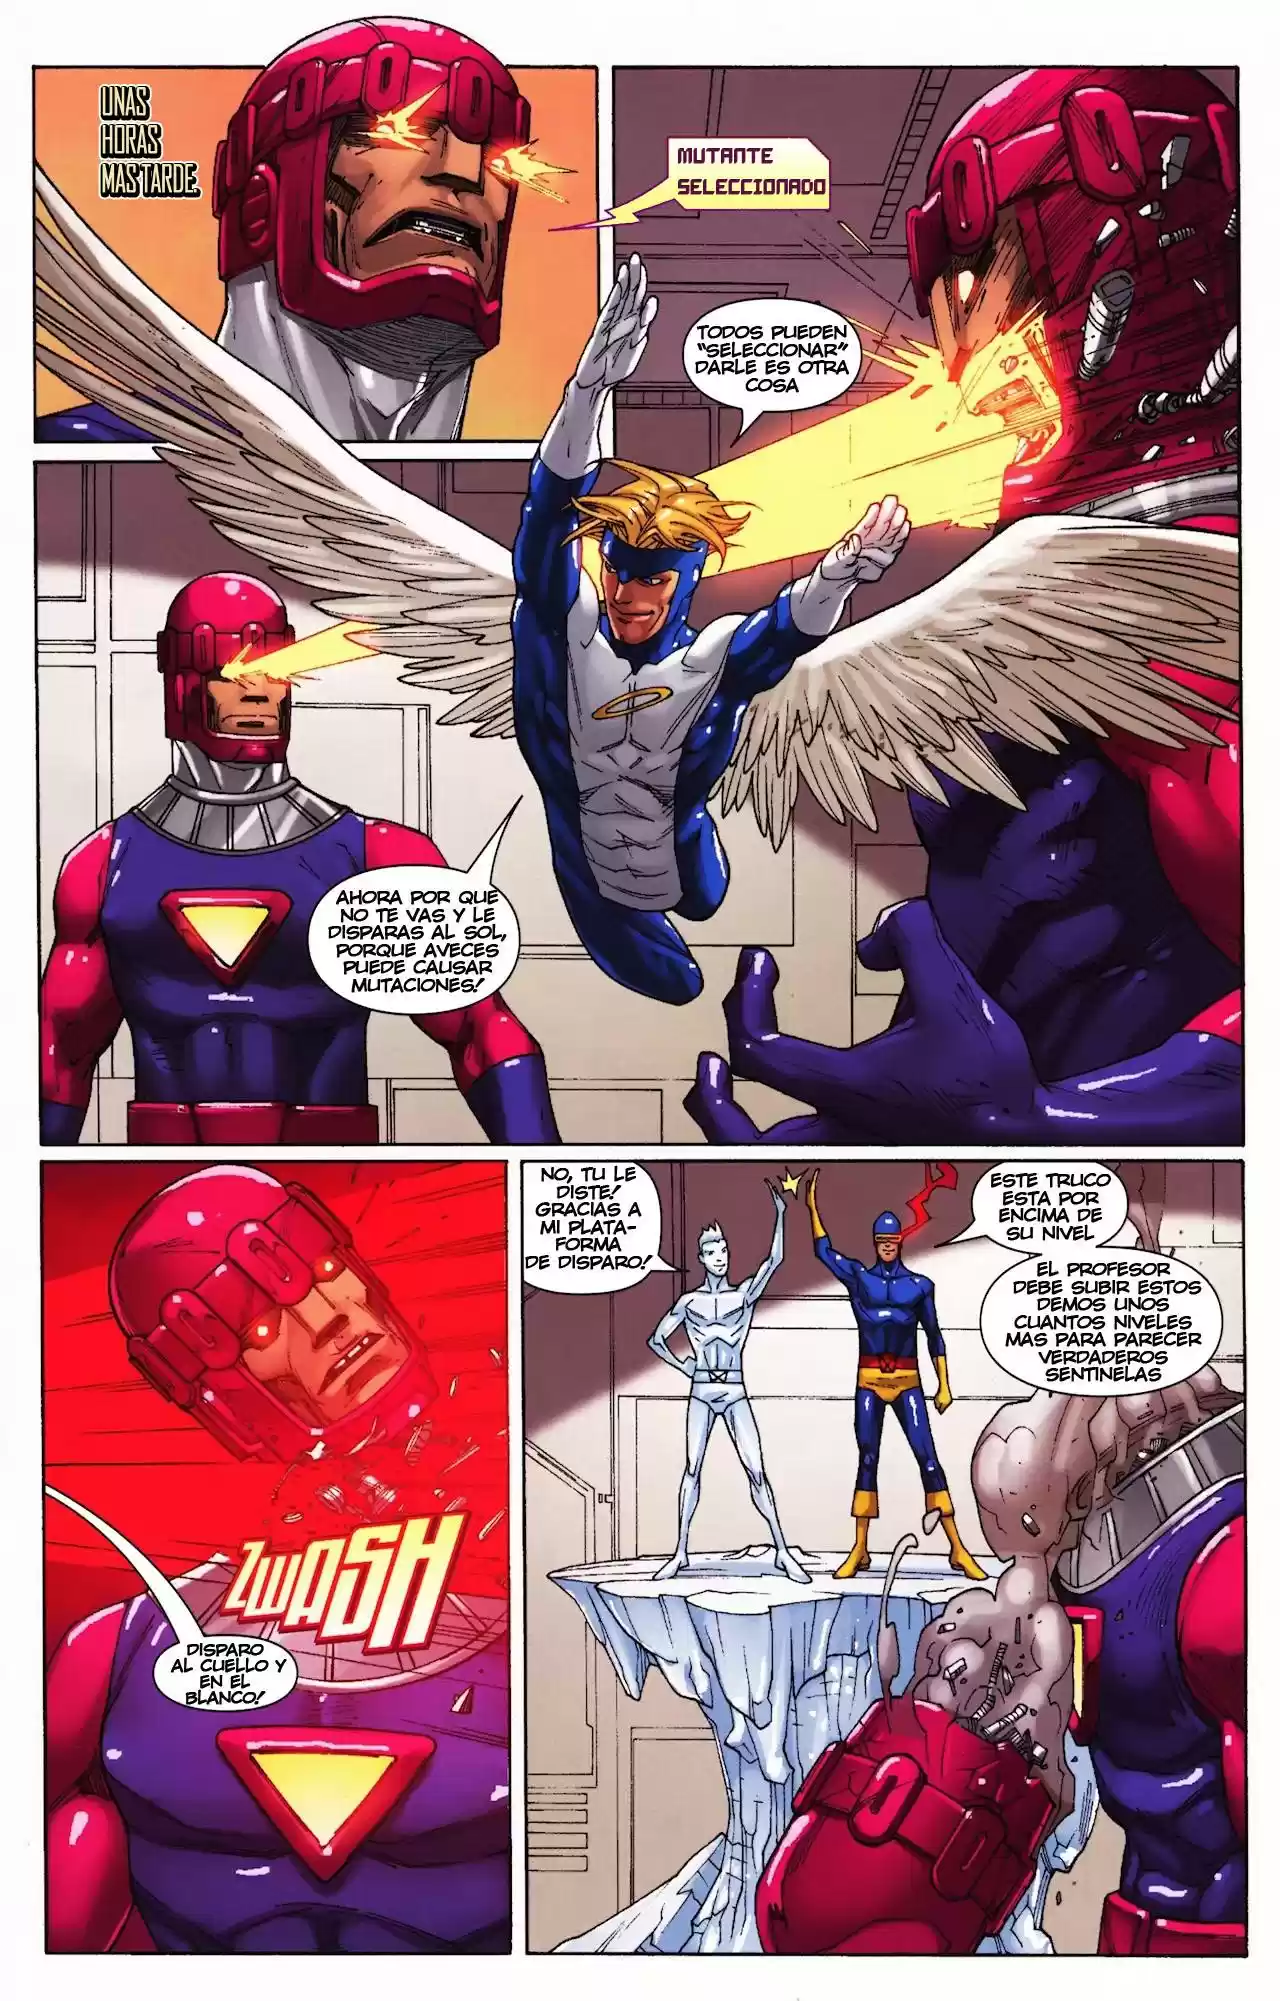 UNAS
HORAS
MAS TARDE.
MUTANTE
SELECCIONADO
TODOS PUEDEN
"SELECCIONAR"
DARLE ES OTRA
COSA
AHORA POR QUE
NO TE VAS Y LE
DISPARAS AL SOL,
PORQUE AVECES
PUEDE CAUSAR
MUTACIONES!
ZWASH
DISPARO
AL CUELLO Y
EN EL
BLANCO!
NO, TU LE
DISTE!
GRACIAS A
MI PLATA-
FORMA
DE DISPARO!
ESTE TRUCO
ESTA POR
ENCIMA DE
SU NIVEL
EL PROFESOR
DEBE SUBIR ESTOS
DEMOS UNOS
CUANTOS NIVELES
MAS PARA PARECER
VERDADEROS
SENTINELAS